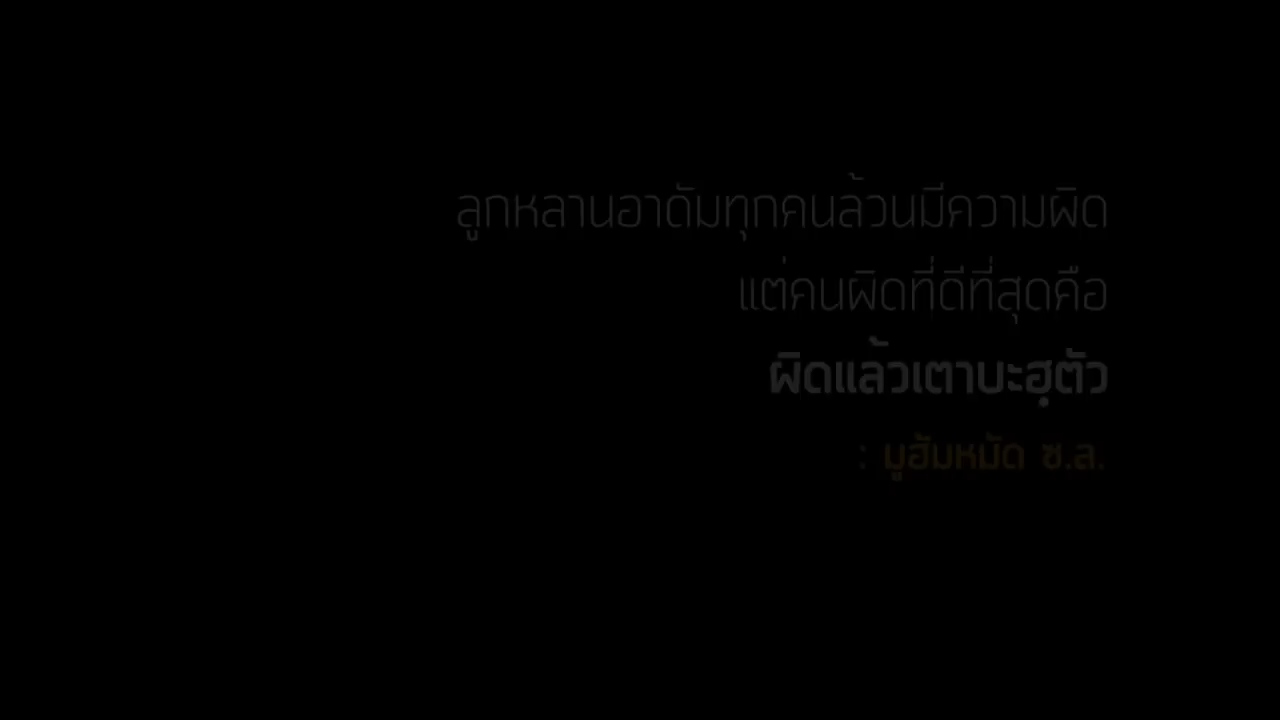 ลูกหลานอาดัมทุกคนล้วนมีความผิด
แต่คนผิดที่ดีที่สุดคือ
ผิดแล้วเตาบะฮฺตัว
: มูฮัมหมัด ซ.ล.